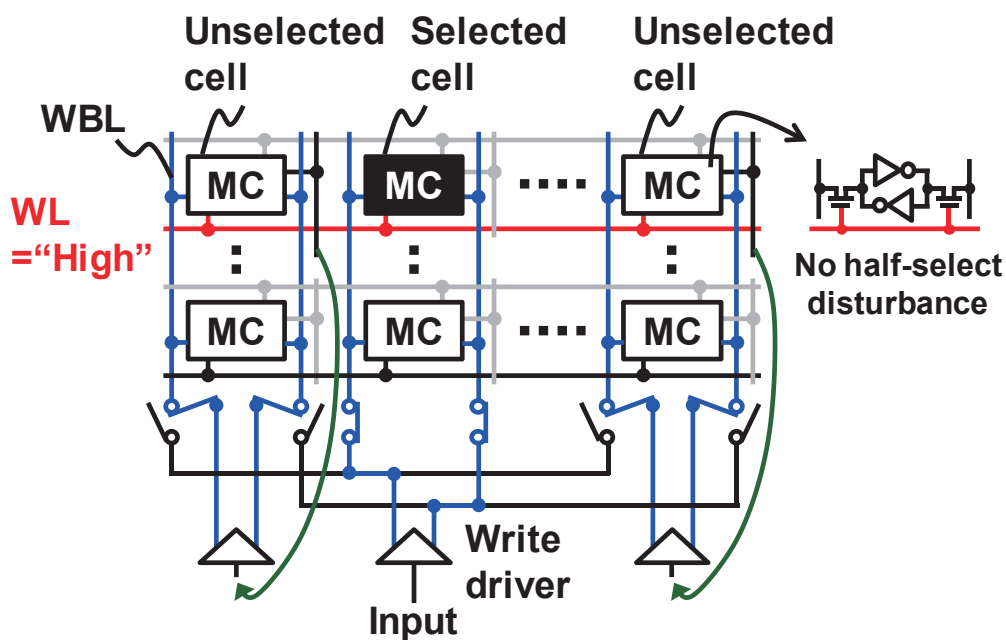 Unselected
cell
Selected
cell
Unselected
cell
WBL
MC
MC
MC
WL
="High"
No half-select
disturbance
MC
MC
MC
Write
driver
Input